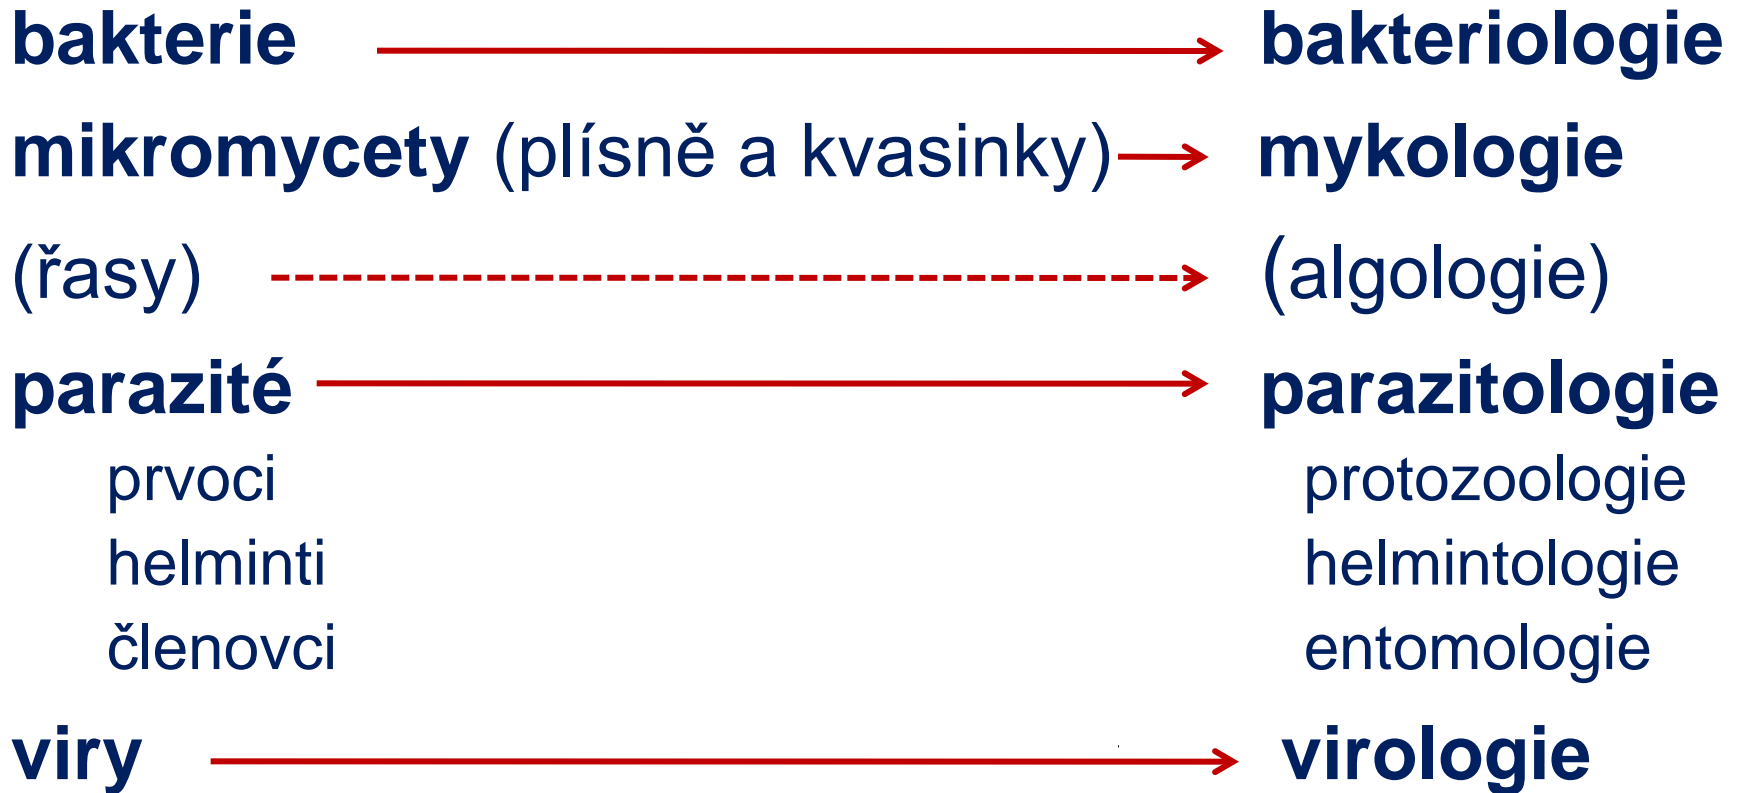 bakterie bakteriologie
mikromycety (plísně a kvasinky) mykologie
(řasy) (algologie)
parazité parazitologie
prvoci protozoologie
helminti helmintologie
členovci entomologie
viry virologie